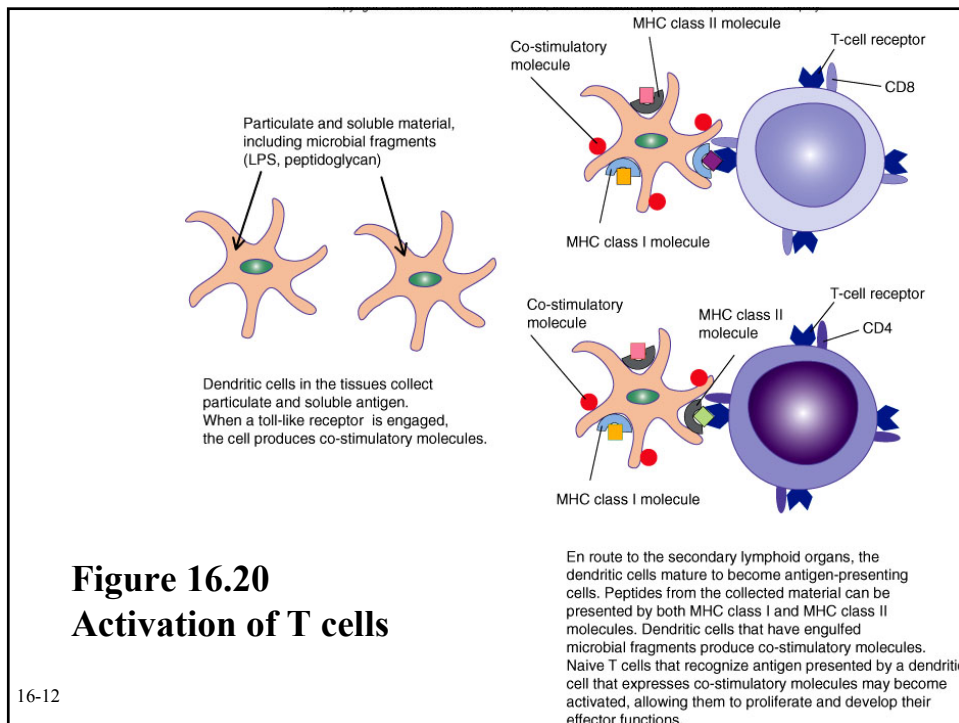 MHC class II molecule
Co-stimulatory
molecule
T-cell receptor
CD8
Particulate and soluble material,
including microbial fragments
(LPS, peptidoglycan)
MHC class I molecule
Co-stimulatory
molecule
MHC class II
molecule
T-cell receptor
CD4
Dendritic cells in the tissues collect
particulate and soluble antigen.
When a toll-like receptor is engaged,
the cell produces co-stimulatory molecules.
MHC class I molecule
Figure 16.20
Activation of T cells
En route to the secondary lymphoid organs, the
dendritic cells mature to become antigen-presenting
cells. Peptides from the collected material can be
presented by both MHC class I and MHC class II
molecules. Dendritic cells that have engulfed
microbial fragments produce co-stimulatory molecules.
Naive T cells that recognize antigen presented by a dendritic
cell that expresses co-stimulatory molecules may become
activated, allowing them to proliferate and develop their
effector functions.
16-12